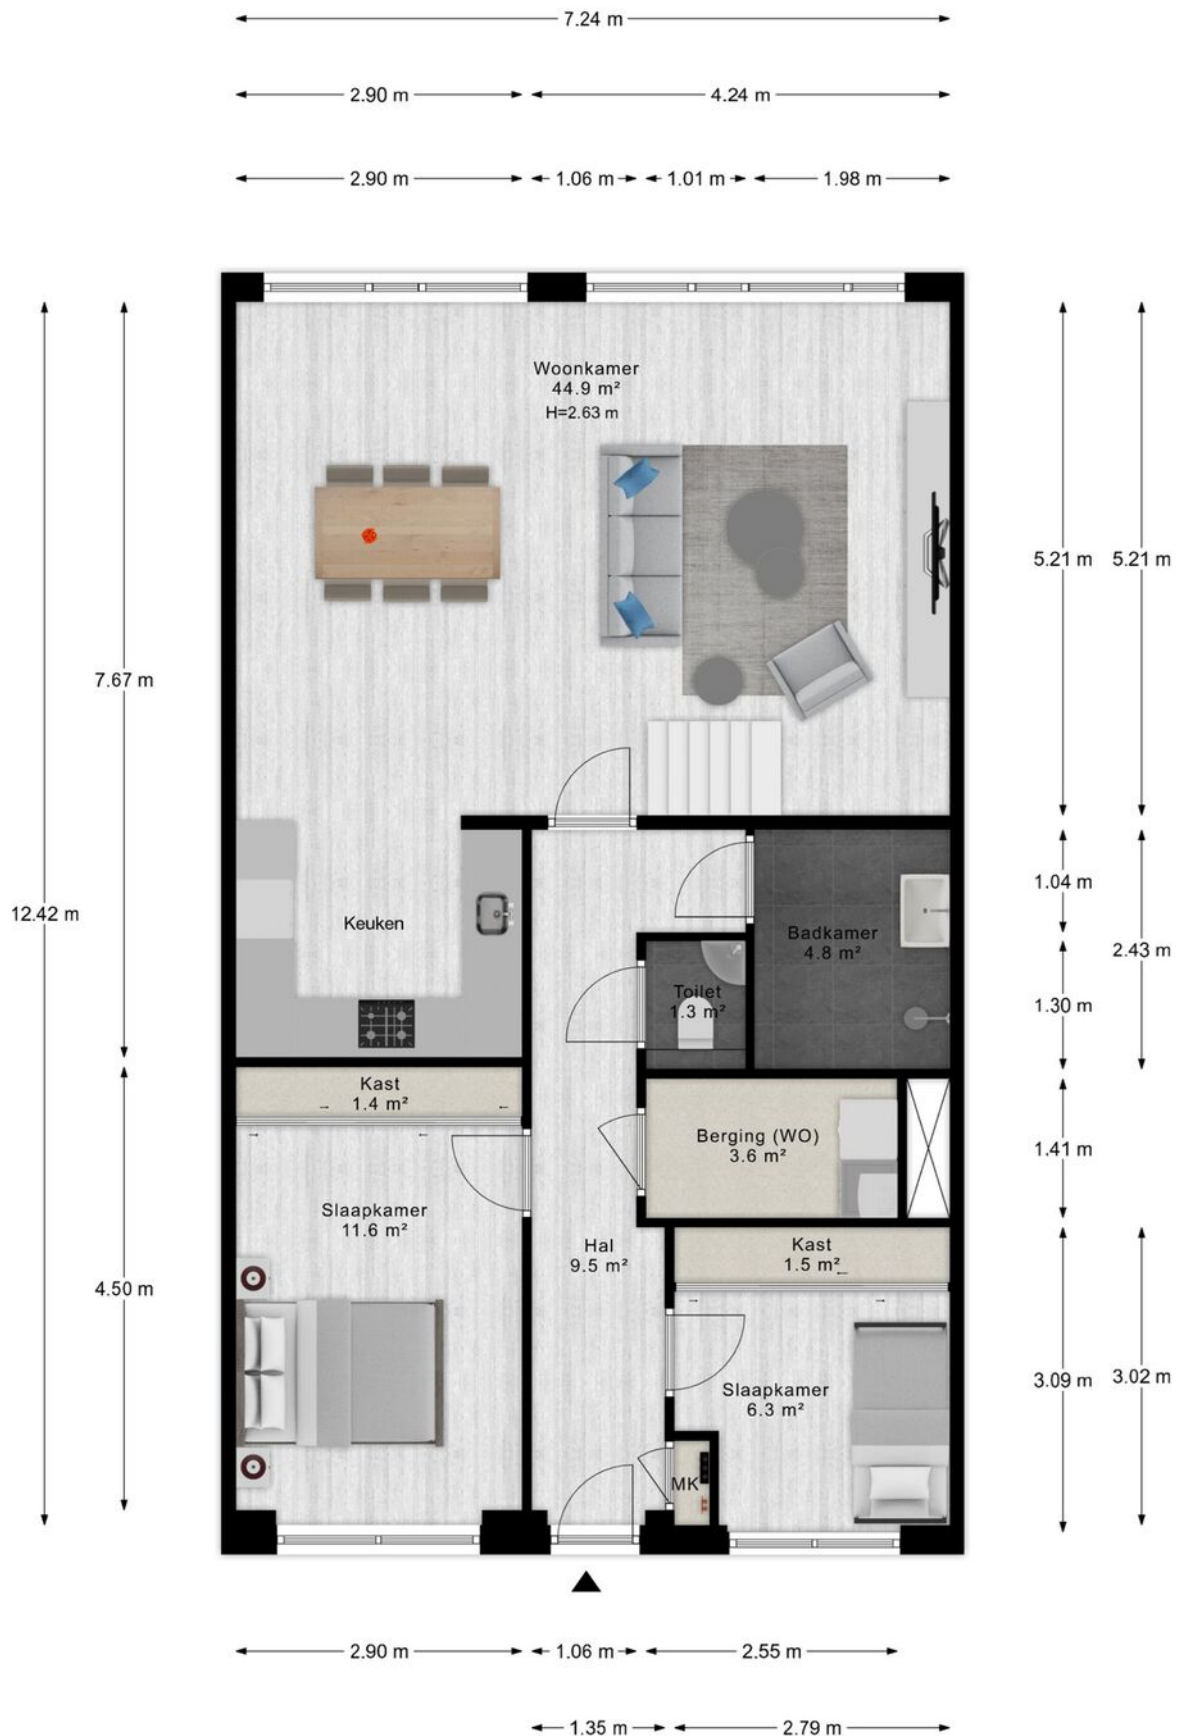 7.24 m
2.90 m
4.24 m
2.90 m
1.06 m
1.01 m
1.98 m
Woonkamer
44.9 m²
H=2.63 m
5.21 m
5.21 m
7.67 m
12.42 m
Keuken
Badkamer
4.8 m²
1.04 m
2.43 m
Toilet
1.3 m²
1.30 m
Kast
1.4 m²
Berging (WO)
3.6 m²
1.41 m
Slaapkamer
11.6 m²
Hal
9.5 m²
Kast
1.5 m²
4.50 m
Slaapkamer
6.3 m²
3.09 m
3.02 m
MK
2.90 m
1.06 m
2.55 m
1.35 m
2.79 m